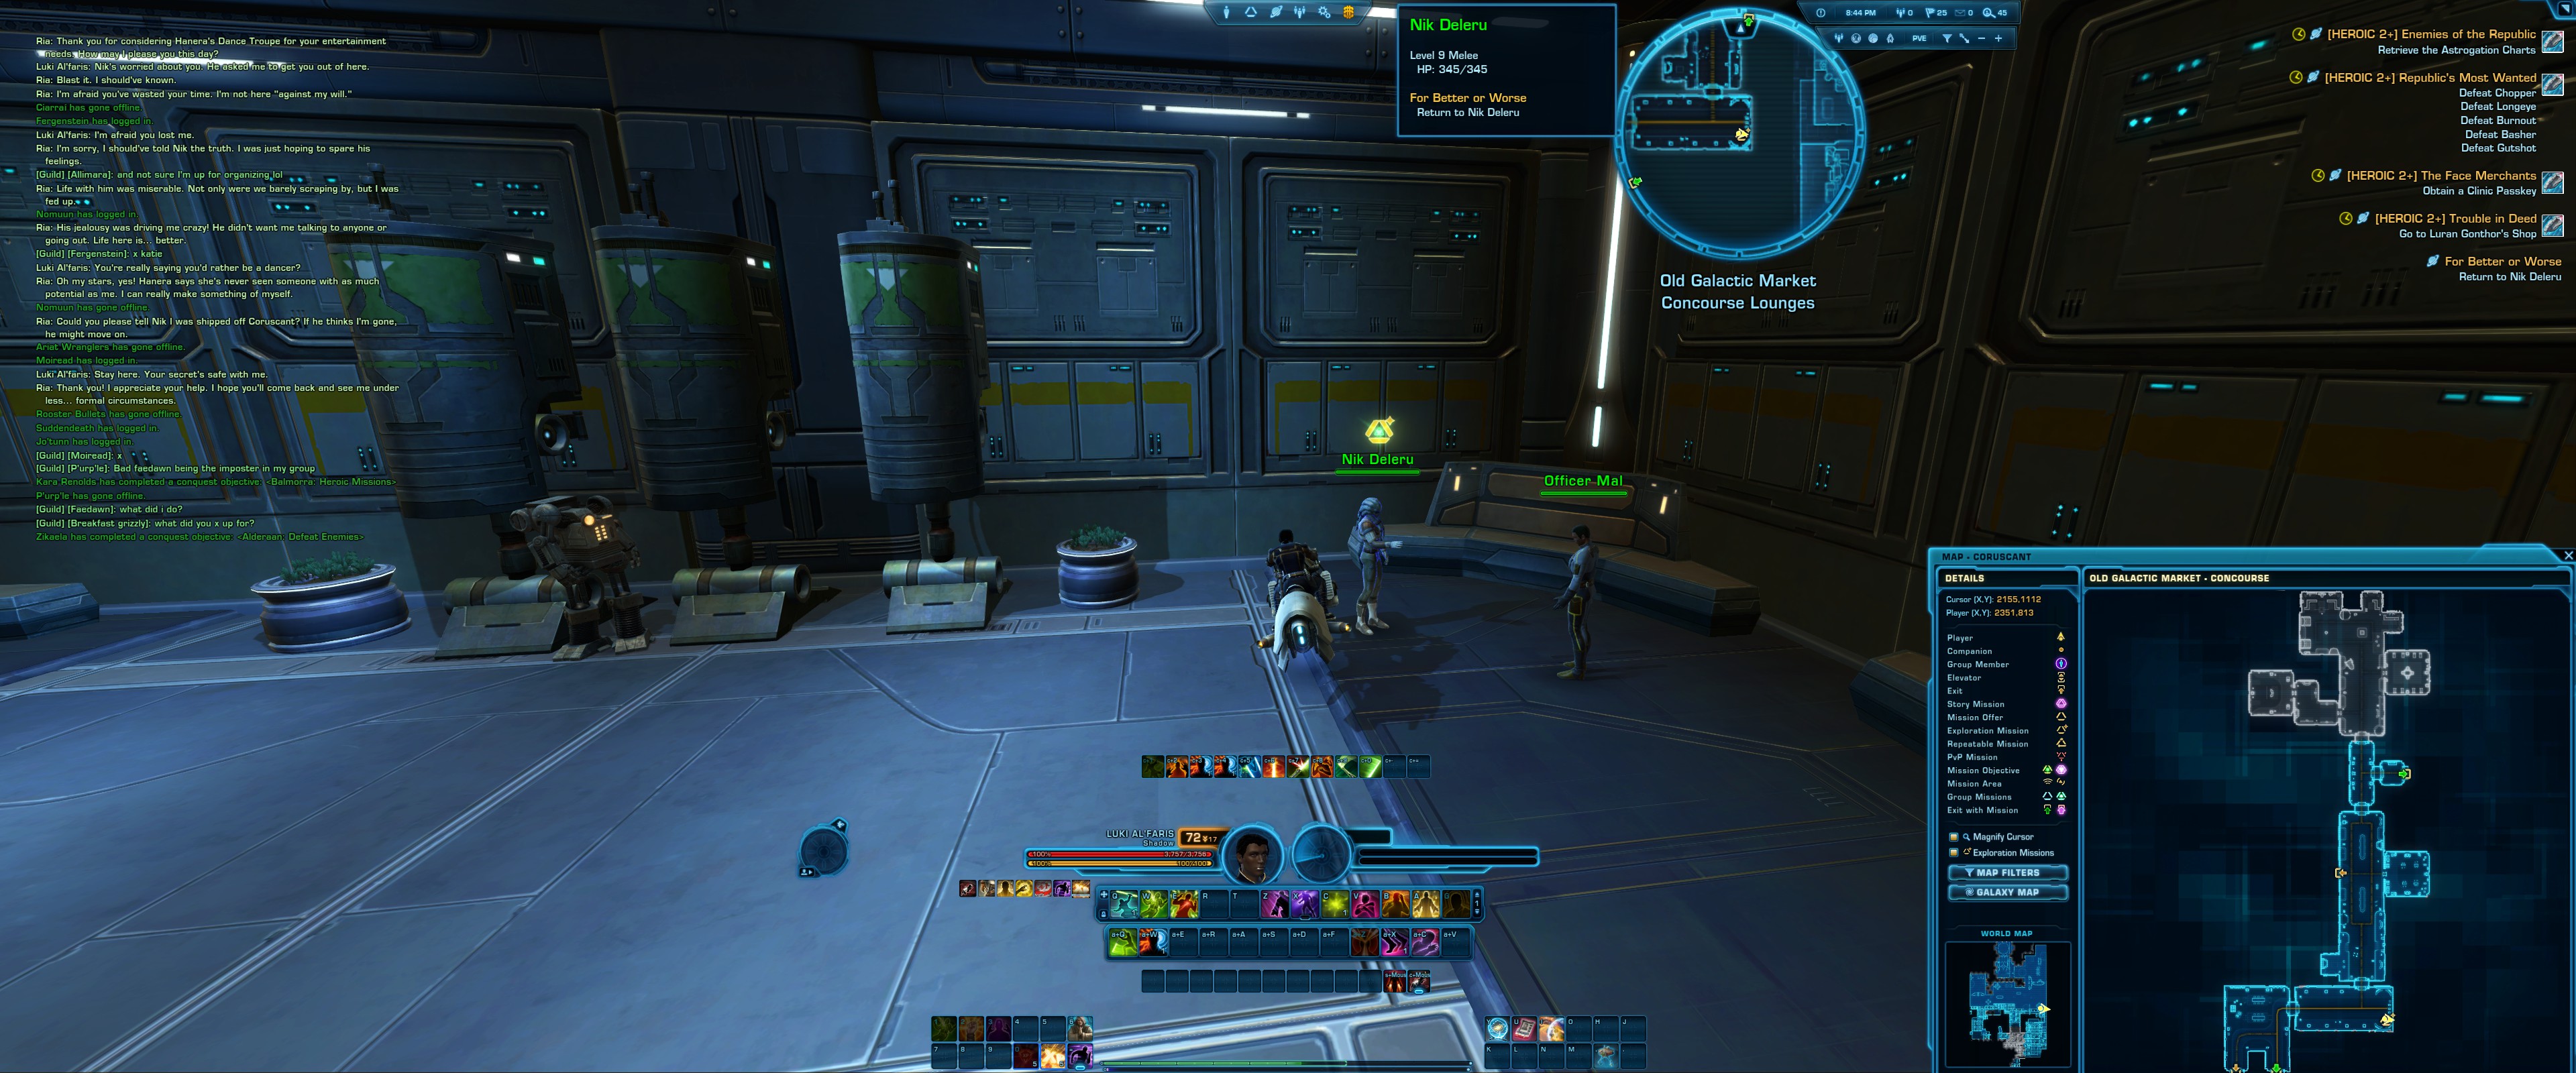 Ria: Thank you for considering Hanera's Dance Troupe for your entertainment
needs. How may I please you this day?
Luki Al'faris: Nik's worried about you. He asked me to get you out of here.
Ria: Blast it. I should've known.
Ria: I'm afraid you've wasted your time. I'm not here "against my will."
Ciarrai has gone offline.
Fergenstein has logged in.
Luki Al'faris: I'm afraid you lost me.
Ria: I'm sorry, I should've told Nik the truth. I was just hoping to spare his
feelings.
[Guild] [Allimara]: and not sure I'm up for organizing lol
Ria: Life with him was miserable. Not only were we barely scraping by, but I was
fed up.
Nomuun has logged in.
Ria: His jealousy was driving me crazy! He didn't want me talking to anyone or
going out. Life here is... better.
[Guild] [Fergenstein]: x katie
Luki Al'faris: You're really saying you'd rather be a dancer?
Ria: Oh my stars, yes! Hanera says she's never seen someone with as much
potential as me. I can really make something of myself.
Nomuun has gone offline.
Ria: Could you please tell Nik I was shipped off Coruscant? If he thinks I'm gone,
he might move on.
Ariat Wranglers has gone offline.
Moiread has logged in.
Luki Al'faris: Stay here. Your secret's safe with me.
Ria: Thank you! I appreciate your help. I hope you'll come back and see me under
less... formal circumstances.
Rooster Bullets has gone offline.
Suddendeath has logged in.
Jo'tunn has logged in.
[Guild] [Moiread]: x
[Guild] [P'urp'le]: Bad faedawn being the imposter in my group
Kara Renolds has completed a conquest objective: <Balmorra: Heroic Missions>
P'urp'le has gone offline.
[Guild] [Faedawn]: what did i do?
[Guild] [Breakfast grizzly]: what did you x up for?
Zikaela has completed a conquest objective: <Alderaan: Defeat Enemies>
Nik Deleru
Level 9 Melee
HP: 345/345
For Better or Worse
Return to Nik Deleru
8:44 PM 0 25 0 45
PVE
Old Galactic Market
Concourse Lounges
[HEROIC 2+] Enemies of the Republic
Retrieve the Astrogation Charts
[HEROIC 2+] Republic's Most Wanted
Defeat Chopper
Defeat Longeye
Defeat Burnout
Defeat Basher
Defeat Gutshot
[HEROIC 2+] The Face Merchants
Obtain a Clinic Passkey
[HEROIC 2+] Trouble in Deed
Go to Luran Gonthor's Shop
For Better or Worse
Return to Nik Deleru
Nik Deleru
Officer Mal
MAP - CORUSCANT
DETAILS
OLD GALACTIC MARKET - CONCOURSE
Cursor (X,Y): 2155,1112
Player (X,Y): 2351,813
Player
Companion
Group Member
Elevator
Exit
Story Mission
Mission Offer
Exploration Mission
Repeatable Mission
PvP Mission
Mission Objective
Mission Area
Group Missions
Exit with Mission
Magnify Cursor
Exploration Missions
MAP FILTERS
GALAXY MAP
WORLD MAP
LUKI AL'FARIS
Shadow
72 17
100% 3,757/3,756
100% 100/100
R T Z C V
a+Q a+W a+E a+R a+A a+S a+D a+F a+X a+C a+V
4 5
7 8 9
U O H J
K L N M